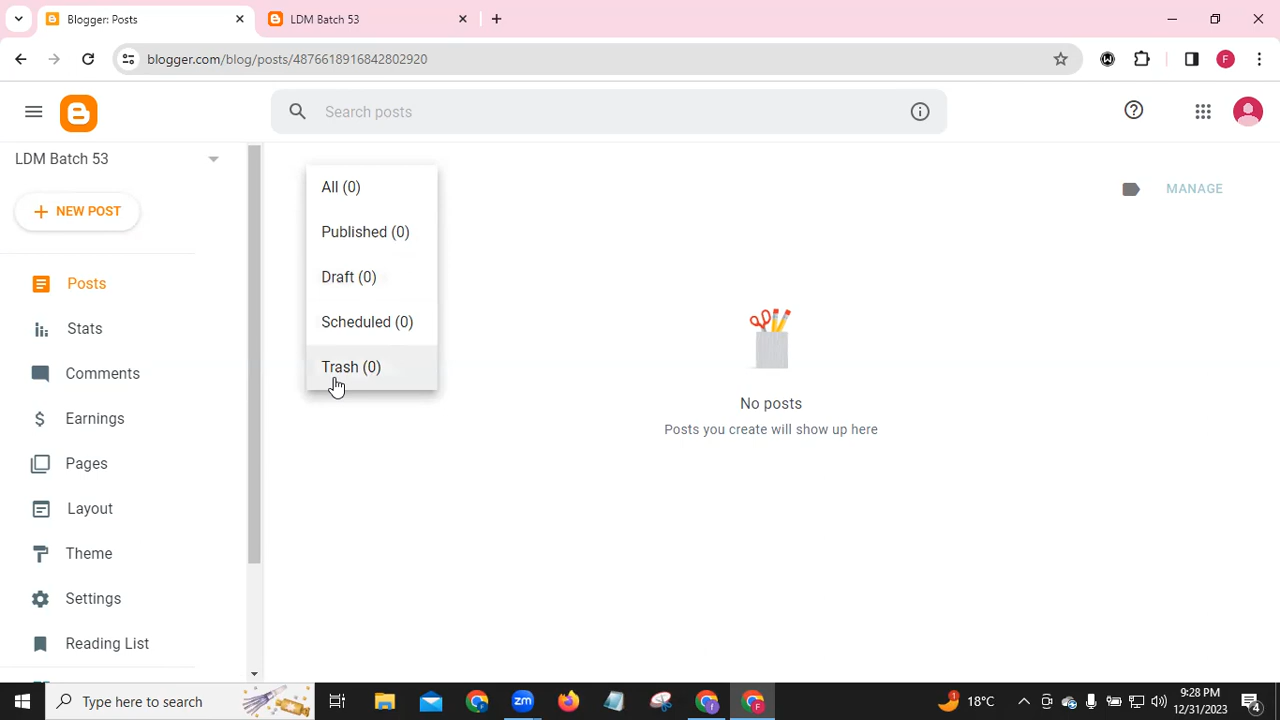 Blogger: Posts
LDM Batch 53
blogger.com/blog/posts/4876618916842802920
F
Search posts
LDM Batch 53
NEW POST
Posts
Stats
Comments
Earnings
Pages
Layout
Theme
Settings
Reading List
All (0)
Published (0)
Draft (0)
Scheduled (0)
Trash (0)
MANAGE
No posts
Posts you create will show up here
Type here to search
zm
18°C
9:28 PM
12/31/2023
4